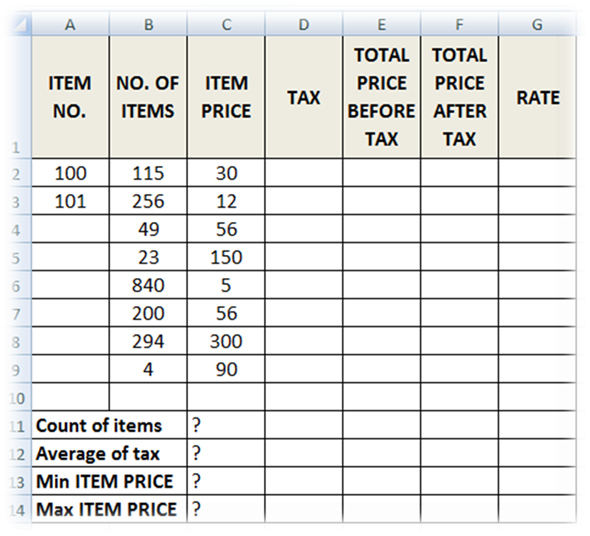 A B C D E F G
1 ITEM NO. NO. OF ITEMS ITEM PRICE TAX TOTAL PRICE BEFORE TAX TOTAL PRICE AFTER TAX RATE
2 100 115 30
3 101 256 12
4 49 56
5 23 150
6 840 5
7 200 56
8 294 300
9 4 90
10
11 Count of items ?
12 Average of tax ?
13 Min ITEM PRICE ?
14 Max ITEM PRICE ?